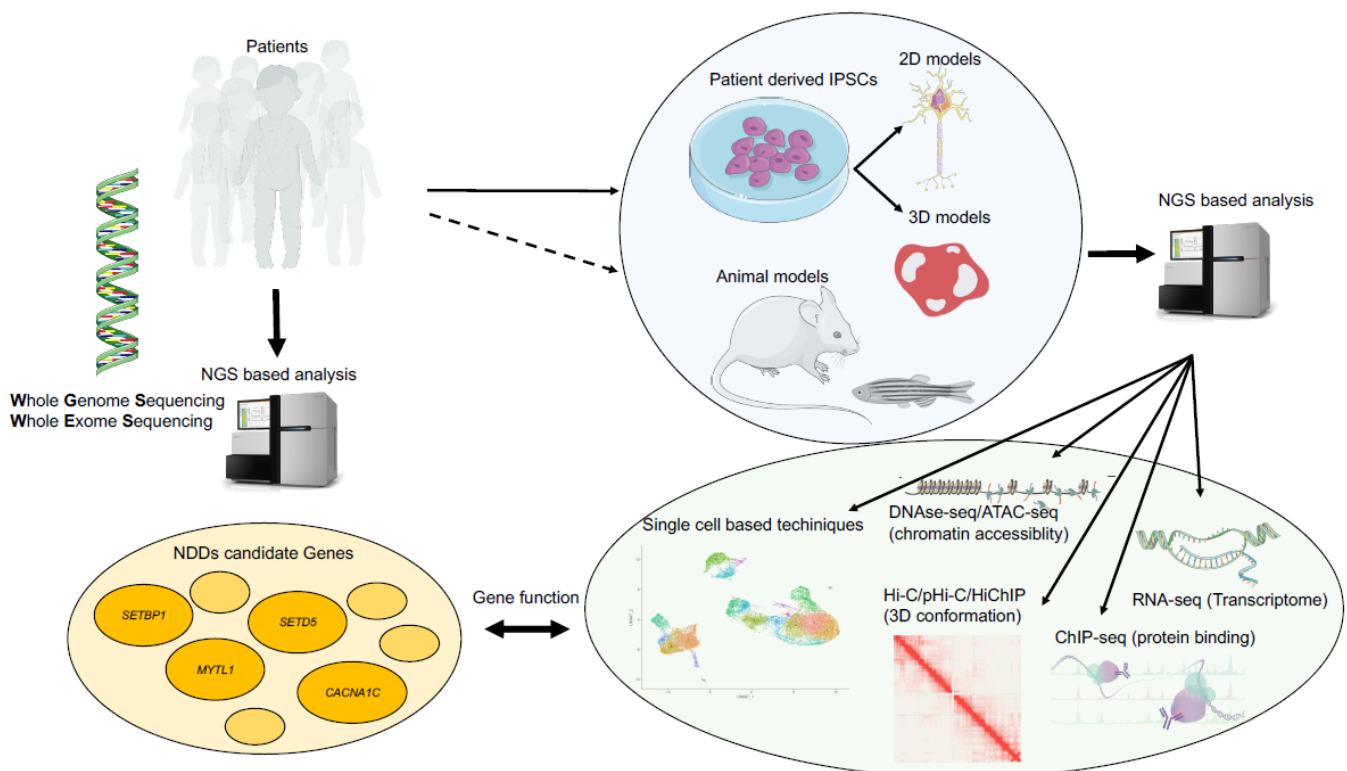 Patients
NGS based analysis
Whole Genome Sequencing
Whole Exome Sequencing
Patient derived IPSCs
2D models
3D models
Animal models
NGS based analysis
NDDs candidate Genes
SETBP1
SETD5
MYTL1
CACNA1C
Gene function
Single cell based techiniques
DNAse-seq/ATAC-seq
(chromatin accessiblity)
Hi-C/pHi-C/HiChIP
(3D conformation)
RNA-seq (Transcriptome)
ChIP-seq (protein binding)
UMAP_2
UMAP_1